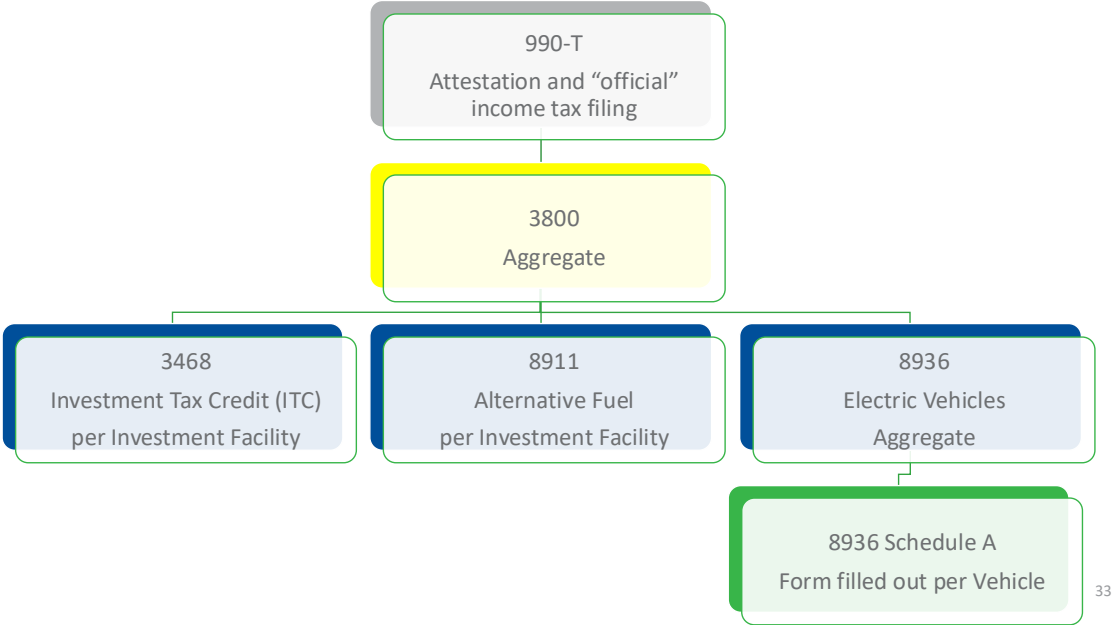 990-T
Attestation and “official”
income tax filing
3800
Aggregate
3468
Investment Tax Credit (ITC)
per Investment Facility
8911
Alternative Fuel
per Investment Facility
8936
Electric Vehicles
Aggregate
8936 Schedule A
Form filled out per Vehicle
33